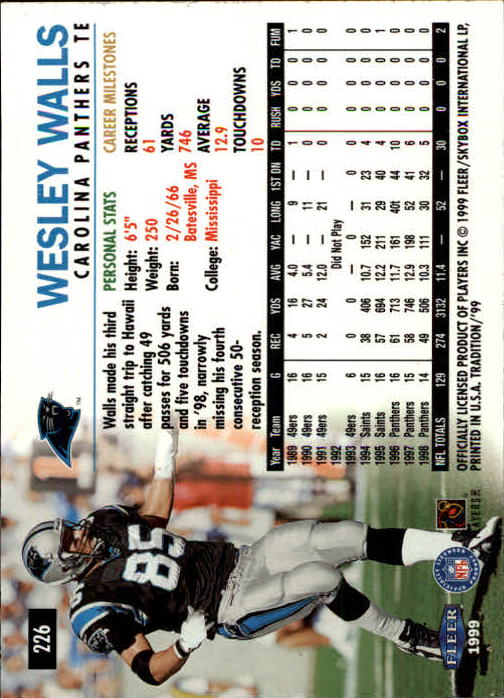 226
WESLEY WALLS
CAROLINA PANTHERS TE
Walls made his third
straight trip to Hawaii
after catching 49
passes for 506 yards
and five touchdowns
in '98, narrowly
missing his fourth
consecutive 50-
reception season.
PERSONAL STATS
Height: 6'5"
Weight: 250
Born: 2/26/66
Batesville, MS
College: Mississippi
CAREER MILESTONES
RECEPTIONS
61
YARDS
746
AVERAGE
12.9
TOUCHDOWNS
10
Year Team G REC YDS AVG YAC LONG 1ST DN TD RUSH YDS TD FUM
1989 49ers 16 4 16 4.0 — 9 — 1 0 0 0 1
1990 49ers 16 5 27 5.4 — 11 — 0 0 0 0 0
1991 49ers 15 2 24 12.0 — 21 — 0 0 0 0 0
1992 Did Not Play
1993 49ers 6 0 0 — 0 0 0 0 0 0 0 0
1994 Saints 15 38 406 10.7 152 31 23 4 0 0 0 0
1995 Saints 16 57 694 12.2 211 29 40 4 0 0 0 1
1996 Panthers 16 61 713 11.7 161 40t 44 10 0 0 0 0
1997 Panthers 15 58 746 12.9 198 52 41 6 0 0 0 0
1998 Panthers 14 49 506 10.3 111 30 32 5 0 0 0 0
NFL TOTALS 129 274 3132 11.4 — 52 — 30 0 0 0 2
OFFICIALLY LICENSED PRODUCT OF PLAYERS INC © 1999 FLEER/SKYBOX INTERNATIONAL LP,
PRINTED IN U.S.A. TRADITION/'99
85
FLEER
1999
NFL